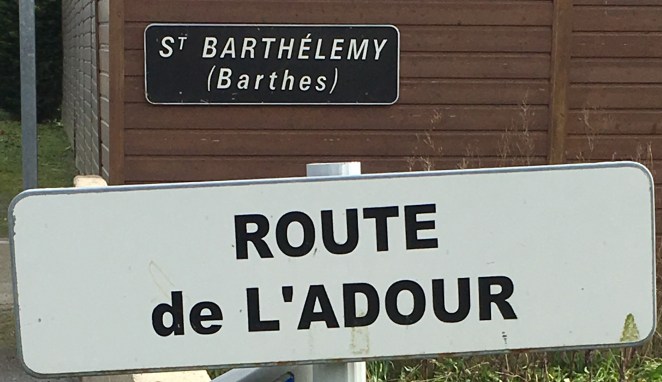 ST BARTHÉLEMY
(Barthes)
ROUTE
de L'ADOUR